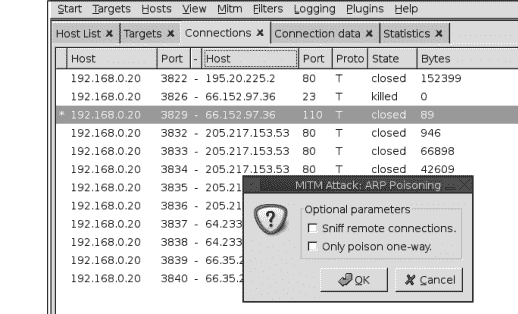 Start Targets Hosts View Mitm Filters Logging Plugins Help
Host List Targets Connections Connection data Statistics
Host Port - Host Port Proto State Bytes
192.168.0.20 3822 - 195.20.225.2 80 T closed 152399
192.168.0.20 3826 - 66.152.97.36 23 T killed 0
* 192.168.0.20 3829 - 66.152.97.36 110 T closed 89
192.168.0.20 3832 - 205.217.153.53 80 T closed 946
192.168.0.20 3833 - 205.217.153.53 80 T closed 66898
192.168.0.20 3834 - 205.217.153.53 80 T closed 42609
192.168.0.20 3835 - 205.21
192.168.0.20 3836 - 205.21
192.168.0.20 3837 - 64.233
192.168.0.20 3838 - 64.233
192.168.0.20 3839 - 66.35.2
192.168.0.20 3840 - 66.35.2
MITM Attack: ARP Poisoning
Optional parameters
Sniff remote connections.
Only poison one-way.
OK Cancel